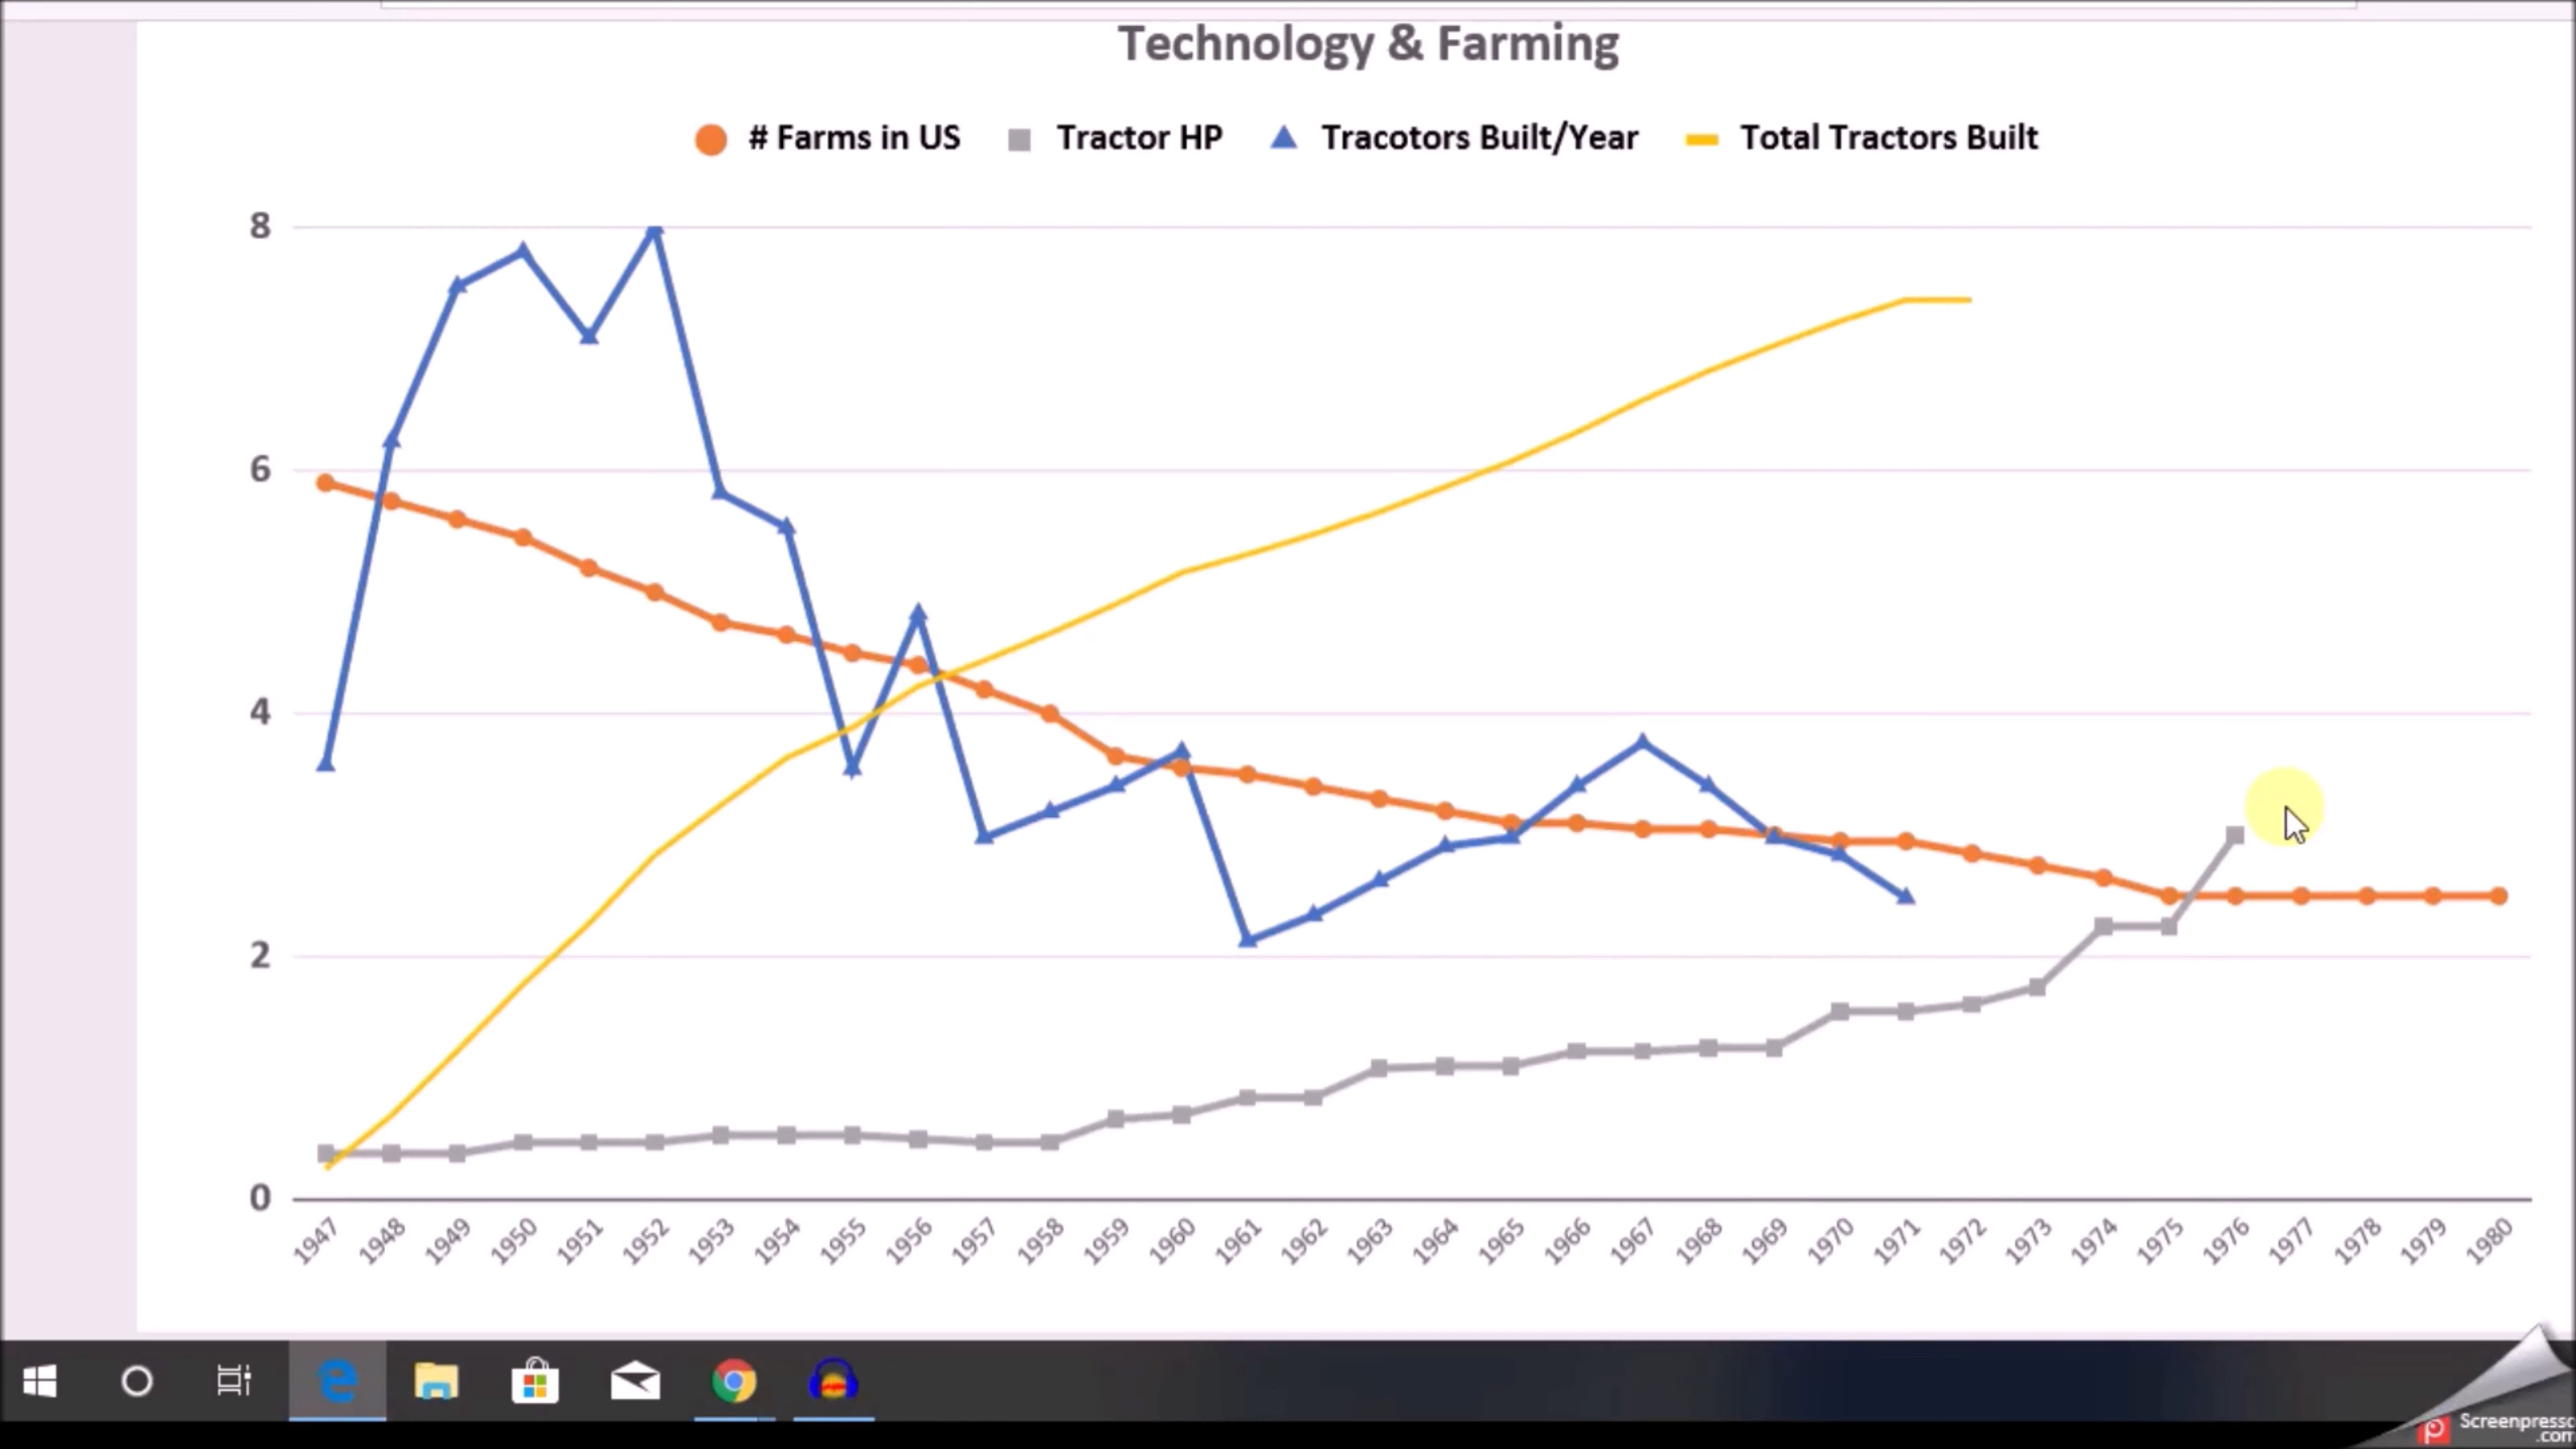 Technology & Farming
# Farms in US Tractor HP Tracotors Built/Year Total Tractors Built
8
6
4
2
0
1947 1948 1949 1950 1951 1952 1953 1954 1955 1956 1957 1958 1959 1960 1961 1962 1963 1964 1965 1966 1967 1968 1969 1970 1971 1972 1973 1974 1975 1976 1977 1978 1979 1980
Screenpresso
.com